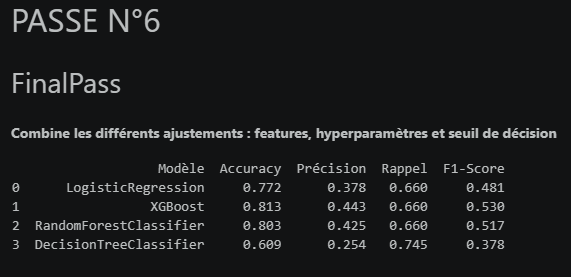 PASSE N°6
FinalPass
Combine les différents ajustements : features, hyperparamètres et seuil de décision
Modèle Accuracy Précision Rappel F1-Score
0 LogisticRegression 0.772 0.378 0.660 0.481
1 XGBoost 0.813 0.443 0.660 0.530
2 RandomForestClassifier 0.803 0.425 0.660 0.517
3 DecisionTreeClassifier 0.609 0.254 0.745 0.378